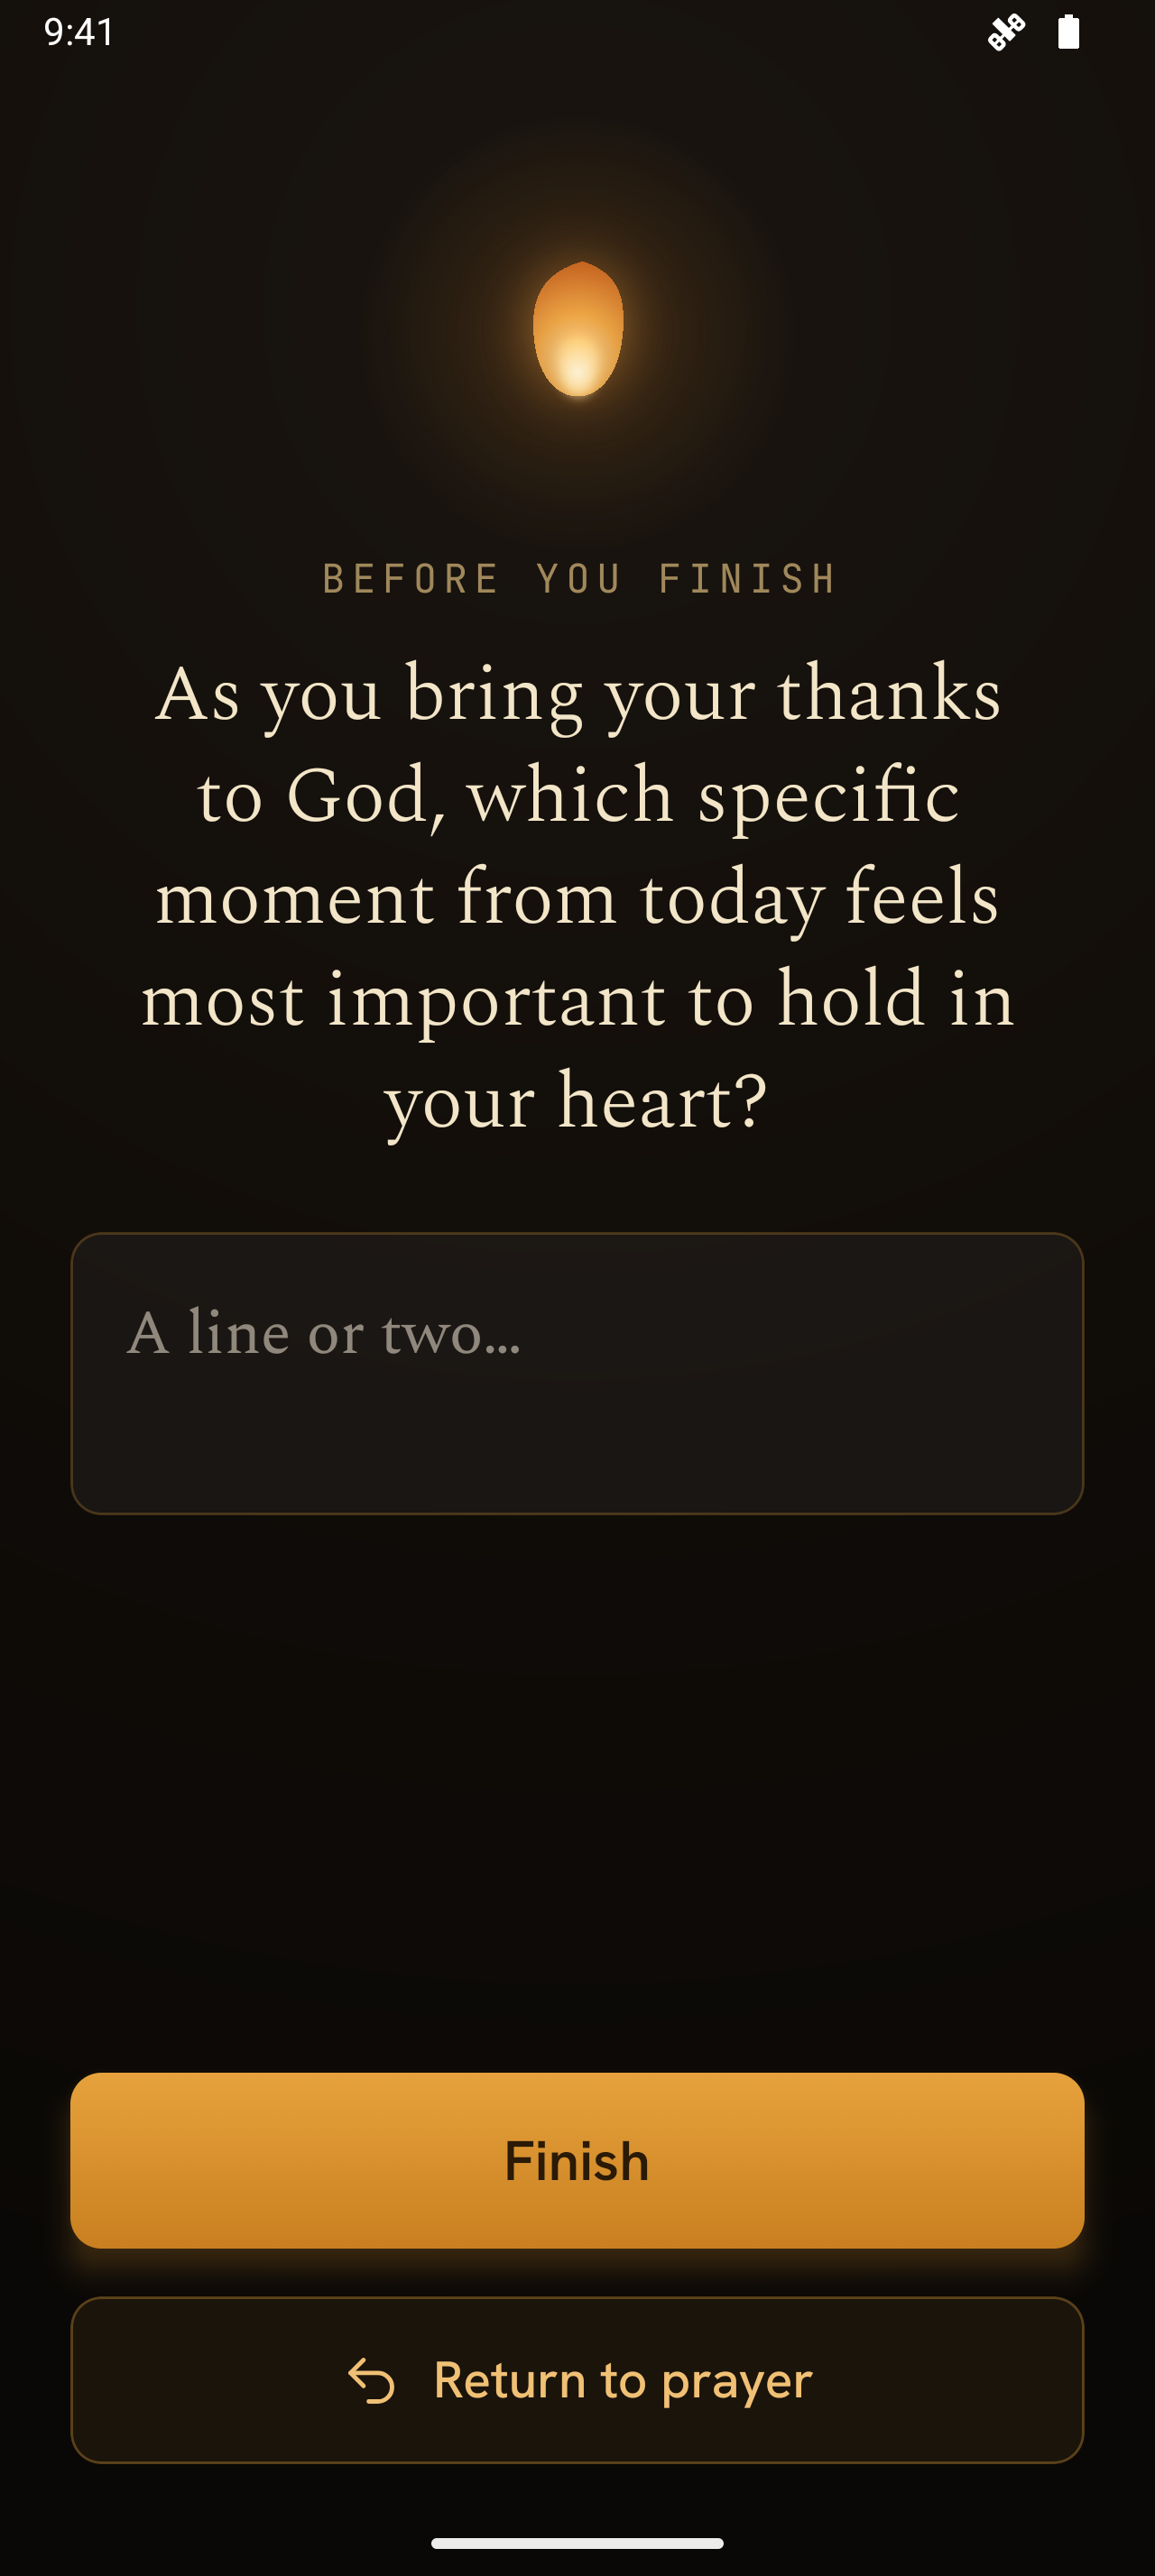 9:41
BEFORE YOU FINISH
As you bring your thanks
to God, which specific
moment from today feels
most important to hold in
your heart?
A line or two...
Finish
Return to prayer